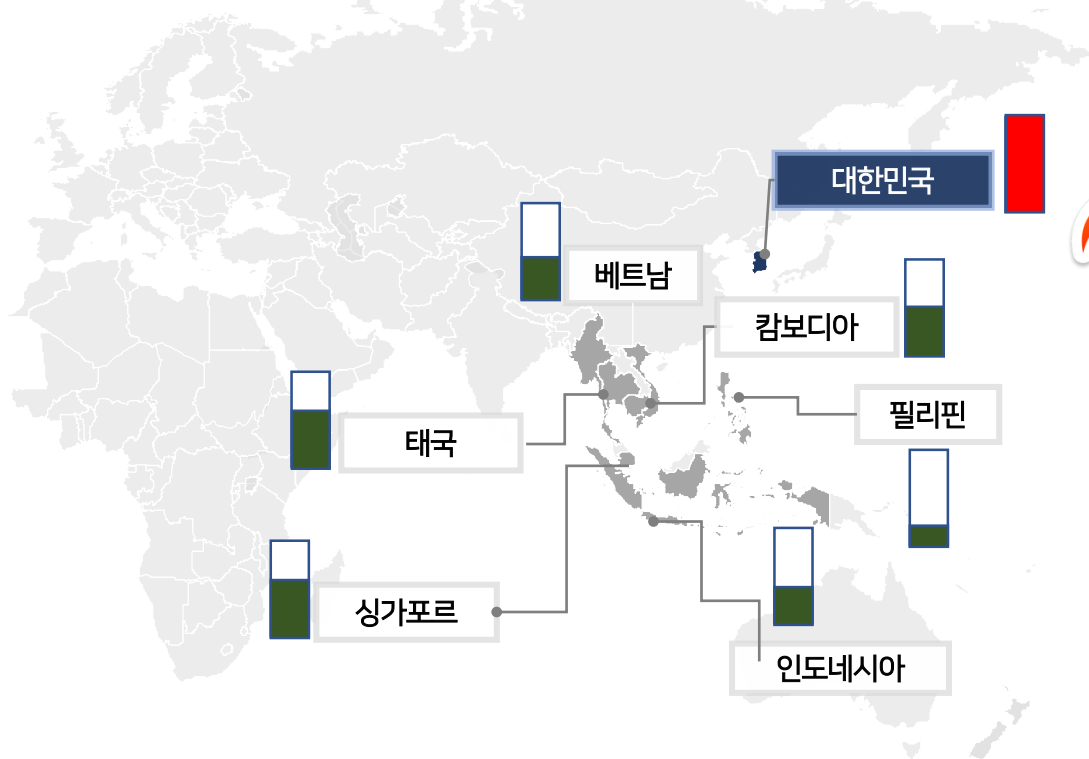 대한민국
베트남
캄보디아
필리핀
태국
싱가포르
인도네시아